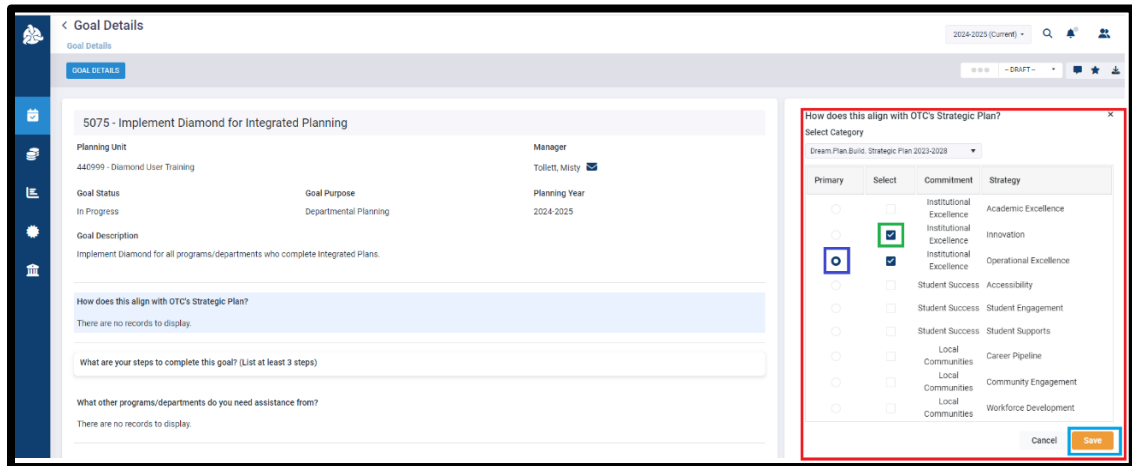 Goal Details
Goal Details
2024-2025 (Current)
GOAL DETAILS
--DRAFT--
5075 - Implement Diamond for Integrated Planning
Planning Unit
Manager
440999 - Diamond User Training
Tollett, Misty
Goal Status
Goal Purpose
Planning Year
In Progress
Departmental Planning
2024-2025
Goal Description
Implement Diamond for all programs/departments who complete Integrated Plans.
How does this align with OTC's Strategic Plan?
There are no records to display.
What are your steps to complete this goal? (List at least 3 steps)
What other programs/departments do you need assistance from?
There are no records to display.
How does this align with OTC's Strategic Plan?
×
Select Category
Dream.Plan.Build. Strategic Plan 2023-2028
Primary Select Commitment Strategy
Institutional Excellence Academic Excellence
Institutional Excellence Innovation
Institutional Excellence Operational Excellence
Student Success Accessibility
Student Success Student Engagement
Student Success Student Supports
Local Communities Career Pipeline
Local Communities Community Engagement
Local Communities Workforce Development
Cancel Save